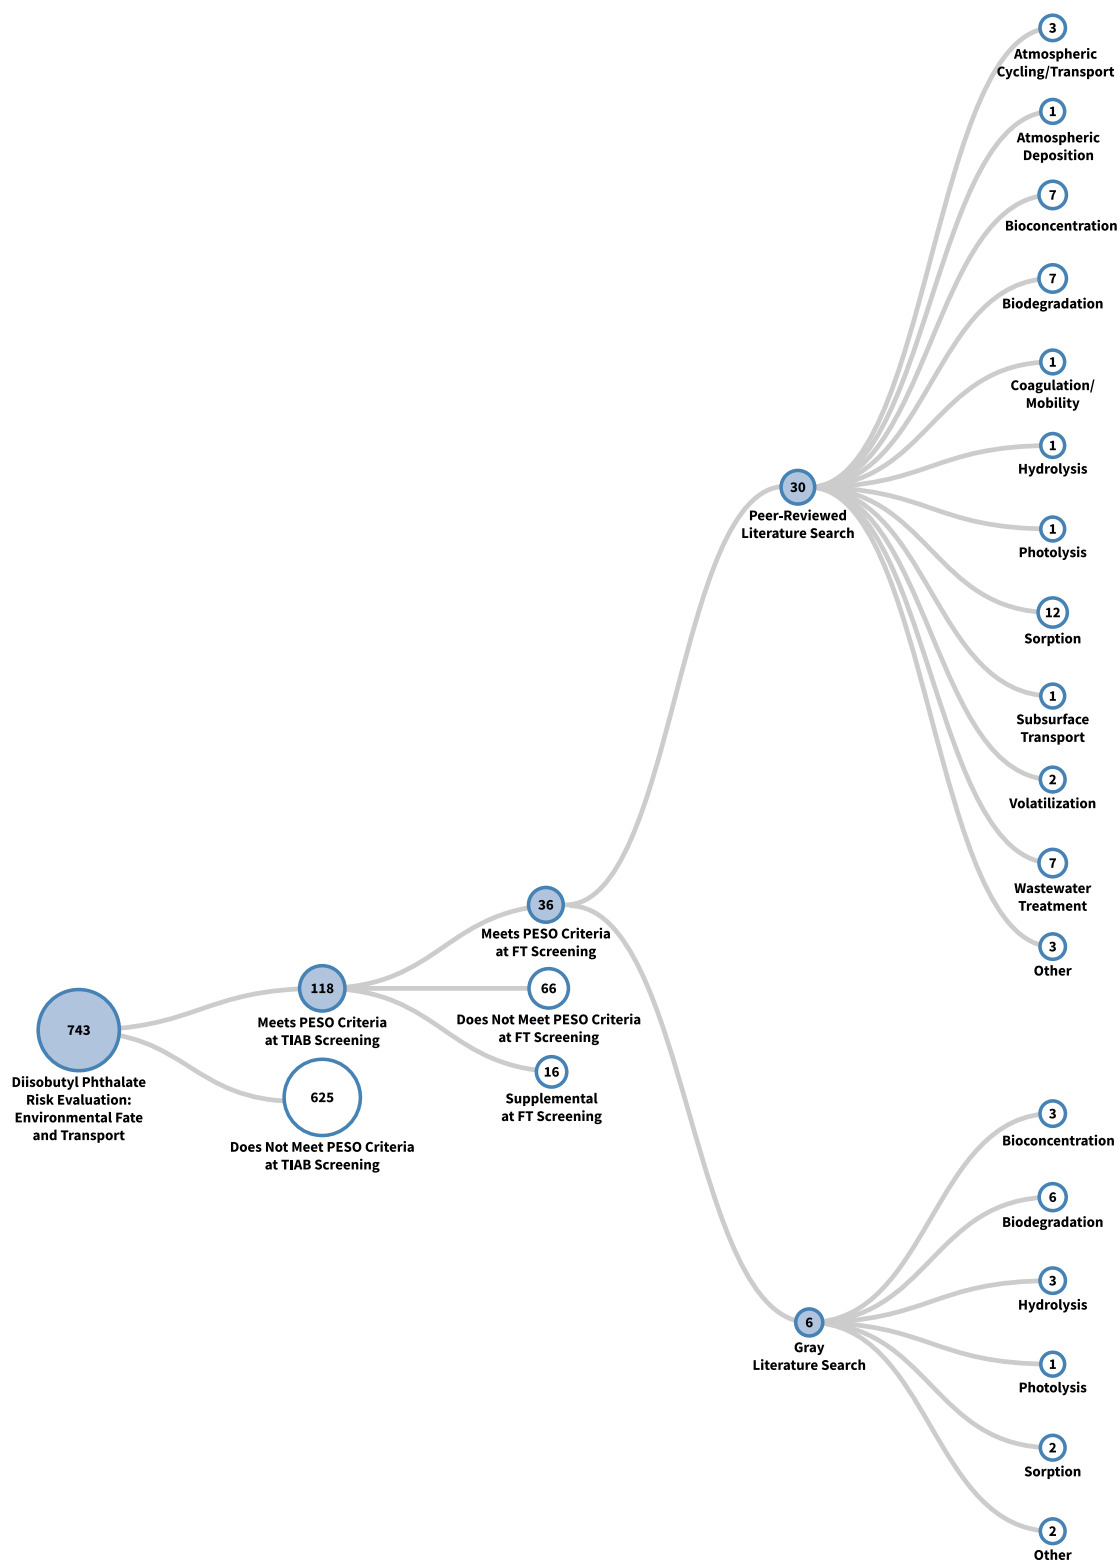 743
Diisobutyl Phthalate
Risk Evaluation:
Environmental Fate
and Transport
118
Meets PESO Criteria
at TIAB Screening
625
Does Not Meet PESO Criteria
at TIAB Screening
36
Meets PESO Criteria
at FT Screening
66
Does Not Meet PESO Criteria
at FT Screening
16
Supplemental
at FT Screening
30
Peer-Reviewed
Literature Search
6
Gray
Literature Search
3
Atmospheric
Cycling/Transport
1
Atmospheric
Deposition
7
Bioconcentration
7
Biodegradation
1
Coagulation/
Mobility
1
Hydrolysis
1
Photolysis
12
Sorption
1
Subsurface
Transport
2
Volatilization
7
Wastewater
Treatment
3
Other
3
Bioconcentration
6
Biodegradation
3
Hydrolysis
1
Photolysis
2
Sorption
2
Other